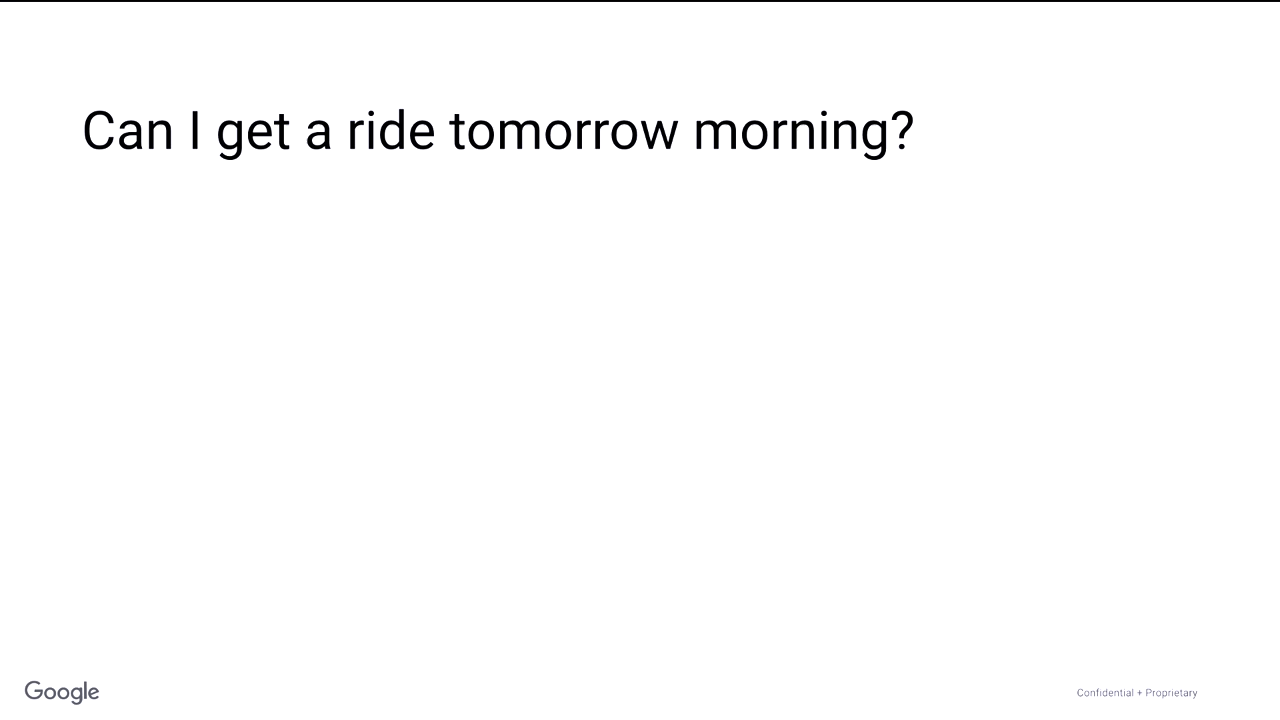 Can I get a ride tomorrow morning?
Google
Confidential + Proprietary